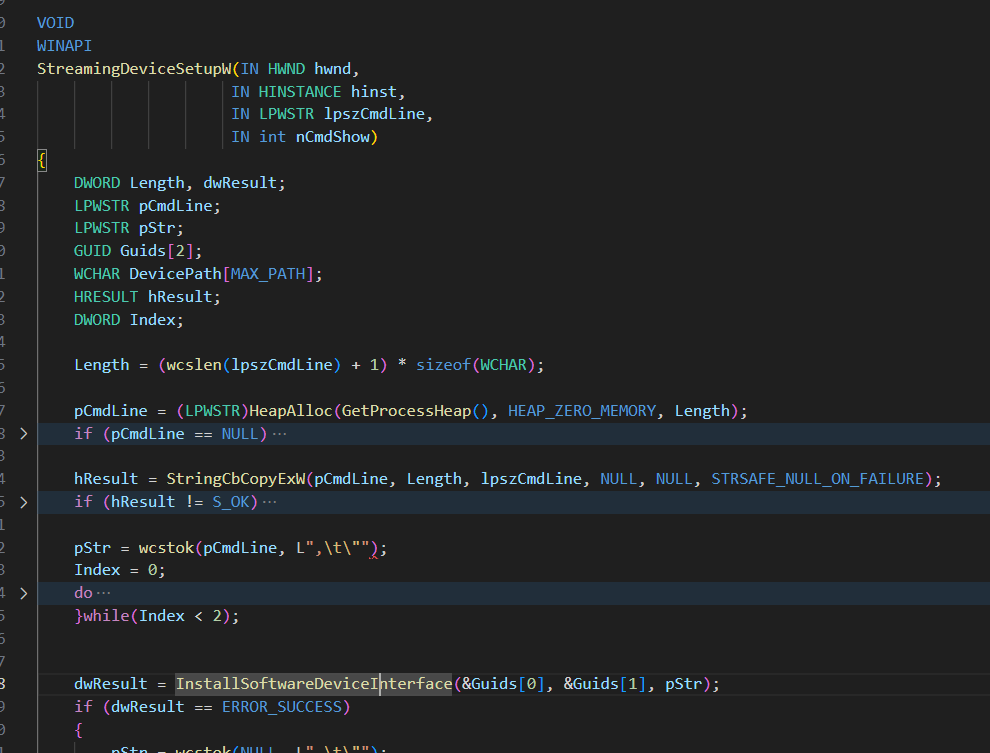 VOID
WINAPI
StreamingDeviceSetupW(IN HWND hwnd,
IN HINSTANCE hinst,
IN LPWSTR lpszCmdLine,
IN int nCmdShow)
{
DWORD Length, dwResult;
LPWSTR pCmdLine;
LPWSTR pStr;
GUID Guids[2];
WCHAR DevicePath[MAX_PATH];
HRESULT hResult;
DWORD Index;
Length = (wcslen(lpszCmdLine) + 1) * sizeof(WCHAR);
pCmdLine = (LPWSTR)HeapAlloc(GetProcessHeap(), HEAP_ZERO_MEMORY, Length);
if (pCmdLine == NULL)···
hResult = StringCbCopyExW(pCmdLine, Length, lpszCmdLine, NULL, NULL, STRSAFE_NULL_ON_FAILURE);
if (hResult != S_OK)···
pStr = wcstok(pCmdLine, L",\t\"");
Index = 0;
do···
}while(Index < 2);
dwResult = InstallSoftwareDeviceInterface(&Guids[0], &Guids[1], pStr);
if (dwResult == ERROR_SUCCESS)
{
pStr = wcstok(NULL, L",\t\"");